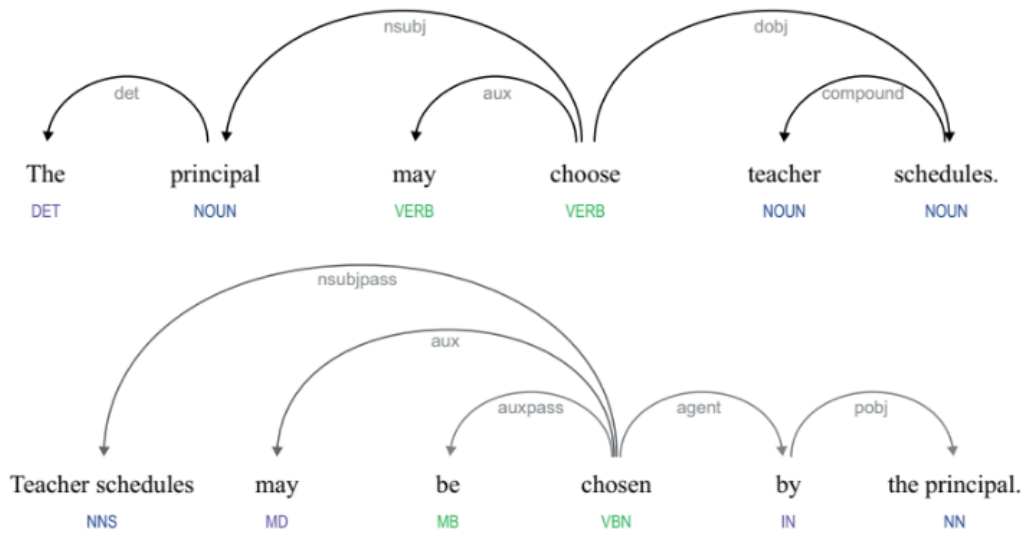 nsubj dobj
det aux compound
The principal may choose teacher schedules.
DET NOUN VERB VERB NOUN NOUN
nsubjpass
aux
auxpass agent pobj
Teacher schedules may be chosen by the principal.
NNS MD MB VBN IN NN